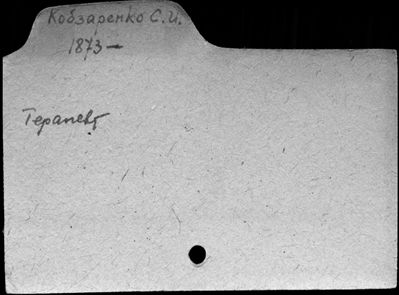 Кобзаренко С.И.
1873 –
Терапевт